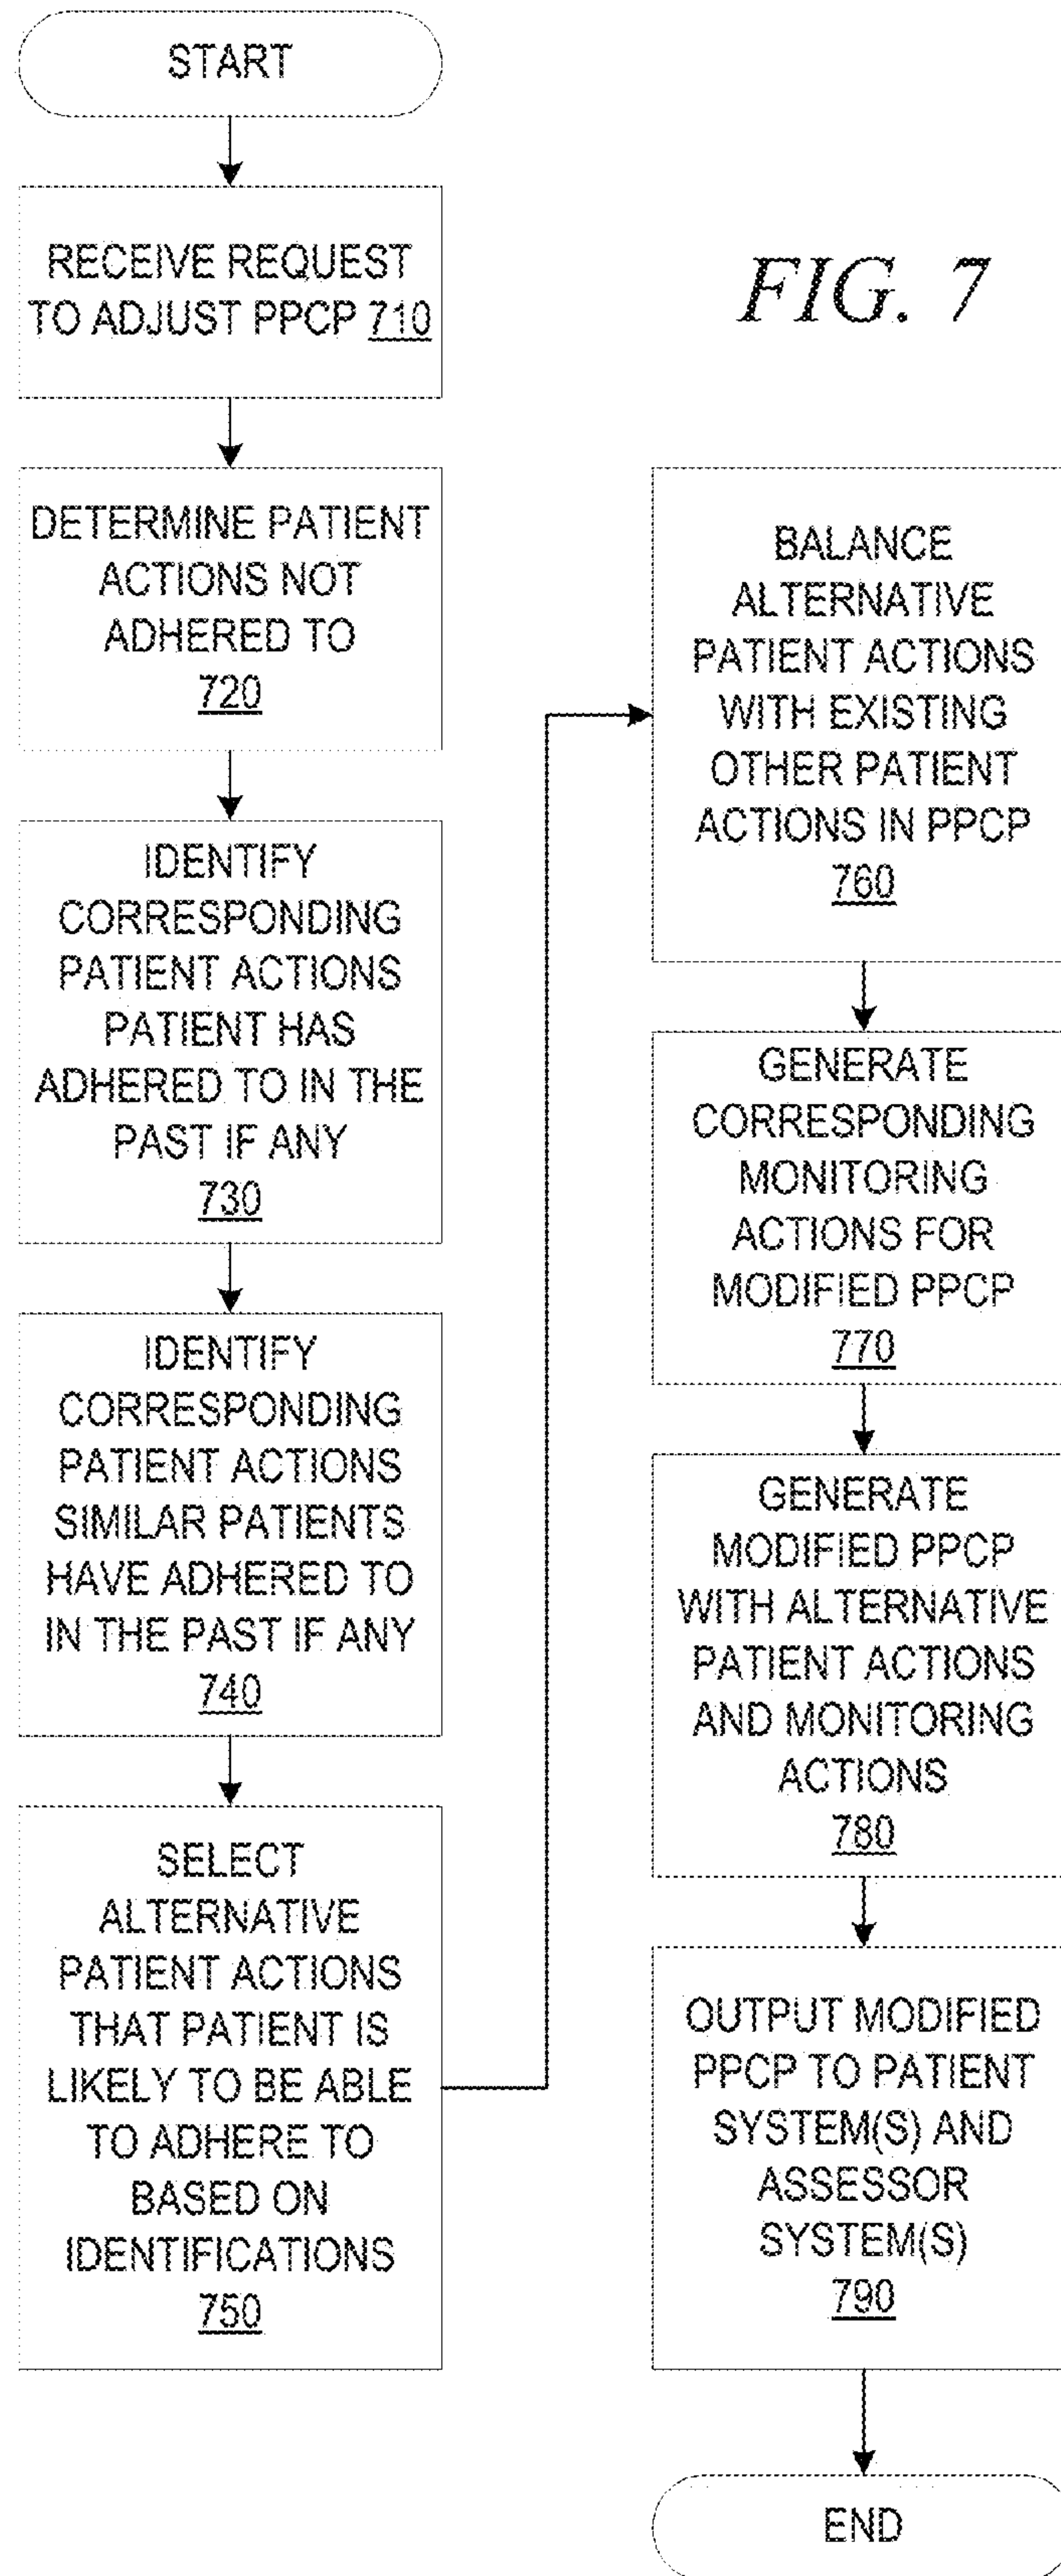 START
RECEIVE REQUEST
TO ADJUST PPCP 710
FIG. 7
DETERMINE PATIENT
ACTIONS NOT
ADHERED TO
720
IDENTIFY
CORRESPONDING
PATIENT ACTIONS
PATIENT HAS
ADHERED TO IN THE
PAST IF ANY
730
IDENTIFY
CORRESPONDING
PATIENT ACTIONS
SIMILAR PATIENTS
HAVE ADHERED TO
IN THE PAST IF ANY
740
SELECT
ALTERNATIVE
PATIENT ACTIONS
THAT PATIENT IS
LIKELY TO BE ABLE
TO ADHERE TO
BASED ON
IDENTIFICATIONS
750
BALANCE
ALTERNATIVE
PATIENT ACTIONS
WITH EXISTING
OTHER PATIENT
ACTIONS IN PPCP
760
GENERATE
CORRESPONDING
MONITORING
ACTIONS FOR
MODIFIED PPCP
770
GENERATE
MODIFIED PPCP
WITH ALTERNATIVE
PATIENT ACTIONS
AND MONITORING
ACTIONS
780
OUTPUT MODIFIED
PPCP TO PATIENT
SYSTEM(S) AND
ASSESSOR
SYSTEM(S)
790
END